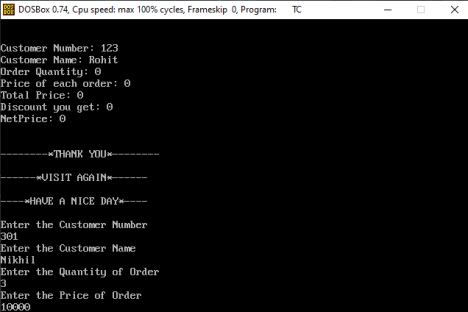 DOSBox 0.74, Cpu speed: max 100% cycles, Frameskip 0, Program: TC
Customer Number: 123
Customer Name: Rohit
Order Quantity: 0
Price of each order: 0
Total Price: 0
Discount you get: 0
NetPrice: 0
--------*THANK YOU*--------
------*VISIT AGAIN*------
----*HAVE A NICE DAY*----
Enter the Customer Number
301
Enter the Customer Name
Nikhil
Enter the Quantity of Order
3
Enter the Price of Order
10000